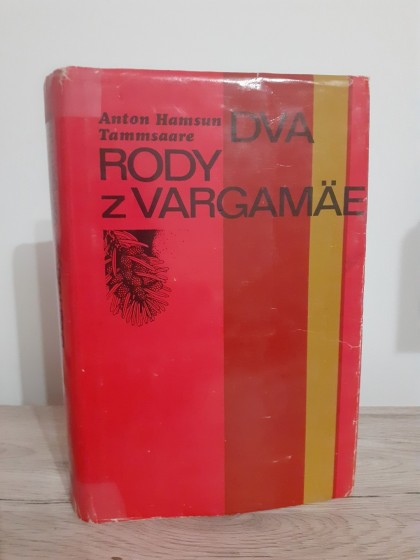 Anton Hamsun
Tammsaare
DVA
RODY
z VARGAMÄE